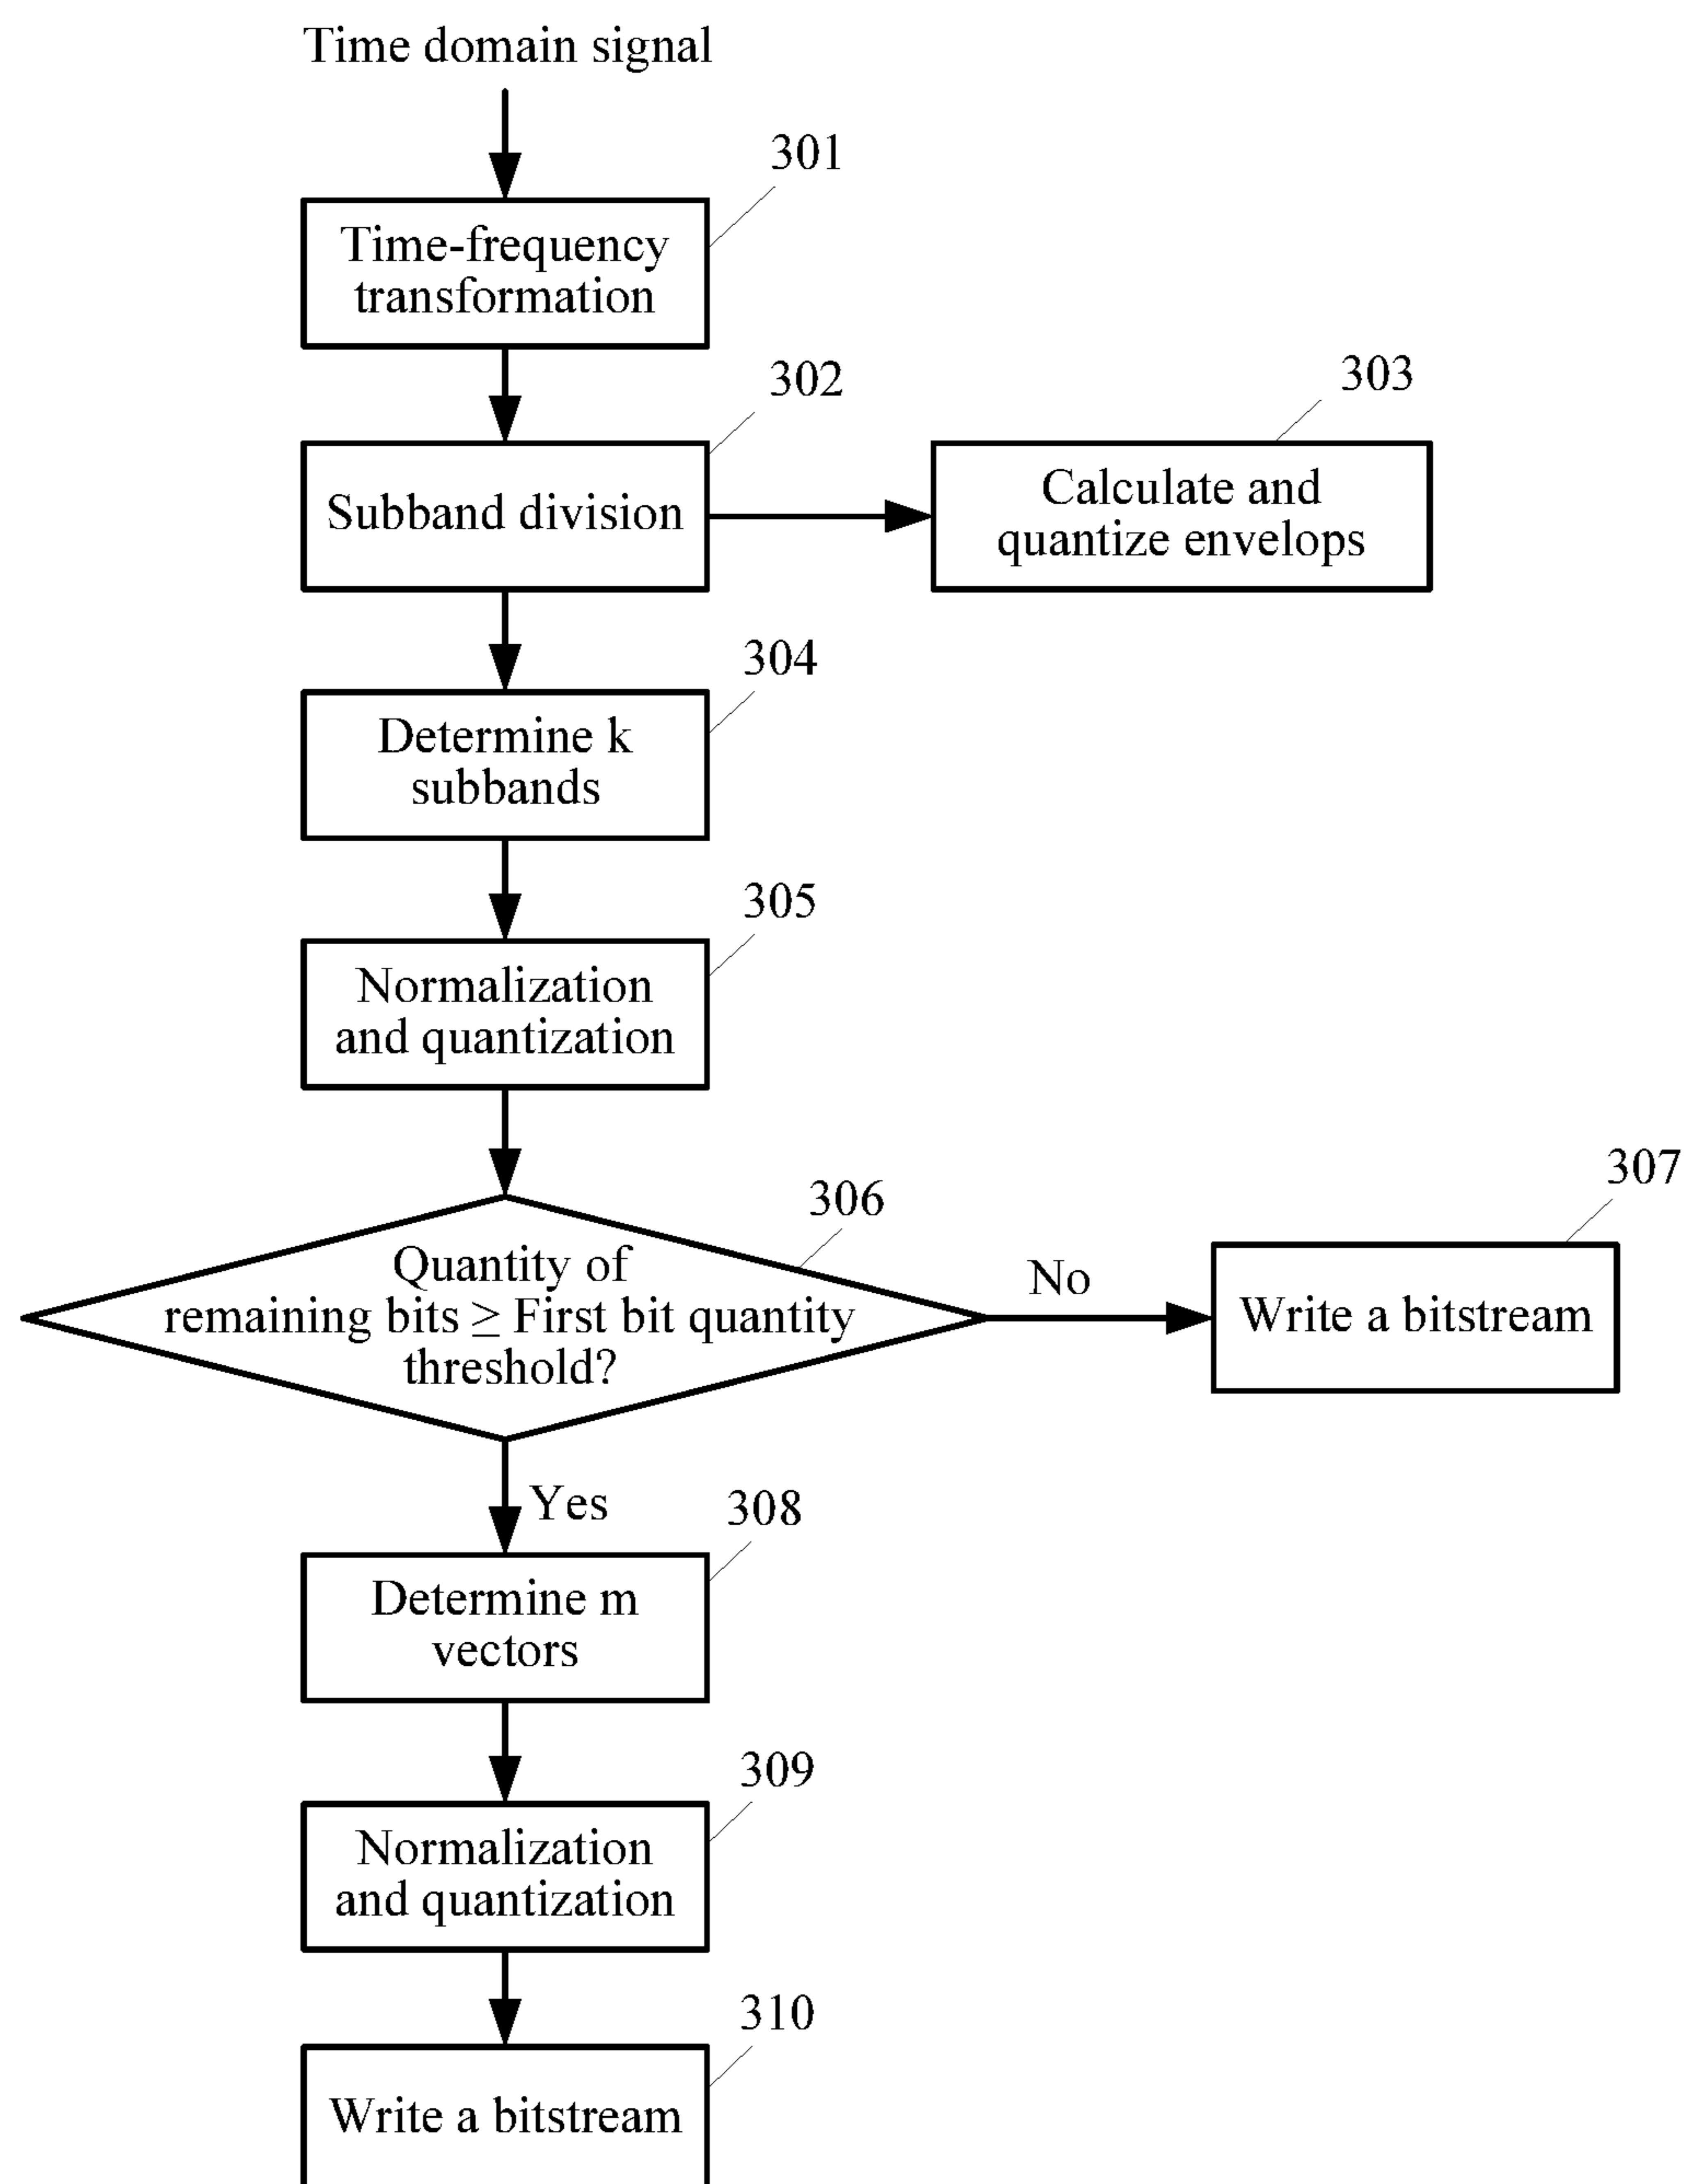 Time domain signal
301
Time-frequency
transformation
302
303
Subband division
Calculate and
quantize envelops
304
Determine k
subbands
305
Normalization
and quantization
306
307
Quantity of
remaining bits ≥ First bit quantity
threshold?
No
Write a bitstream
Yes
308
Determine m
vectors
309
Normalization
and quantization
310
Write a bitstream